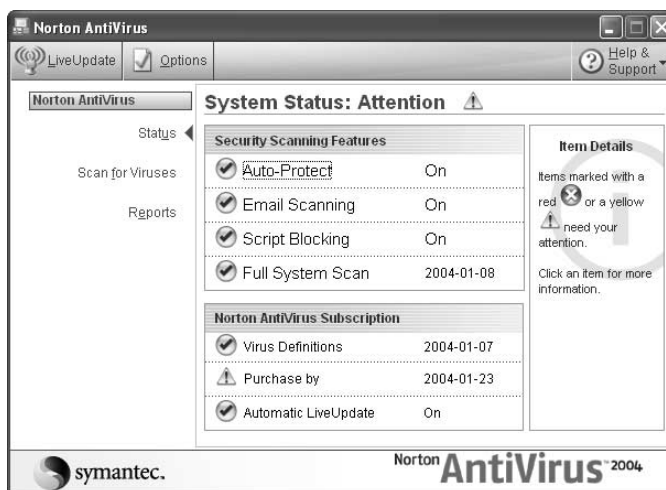 Norton AntiVirus
LiveUpdate
Options
Help &
Support
Norton AntiVirus
Status
Scan for Viruses
Reports
System Status: Attention
Security Scanning Features
Auto-Protect On
Email Scanning On
Script Blocking On
Full System Scan 2004-01-08
Norton AntiVirus Subscription
Virus Definitions 2004-01-07
Purchase by 2004-01-23
Automatic LiveUpdate On
Item Details
Items marked with a
red or a yellow
need your
attention.
Click an item for more
information.
symantec.
Norton AntiVirus™ 2004